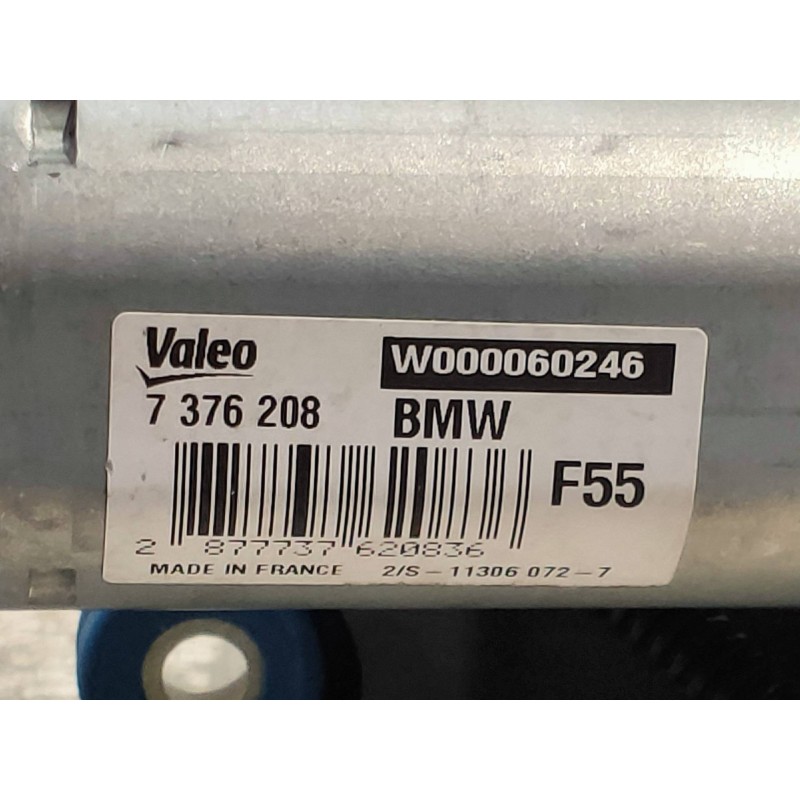 Valeo W000060246
7 376 208 BMW
F55
2 877737 620836
MADE IN FRANCE 2/S-11306 072-7